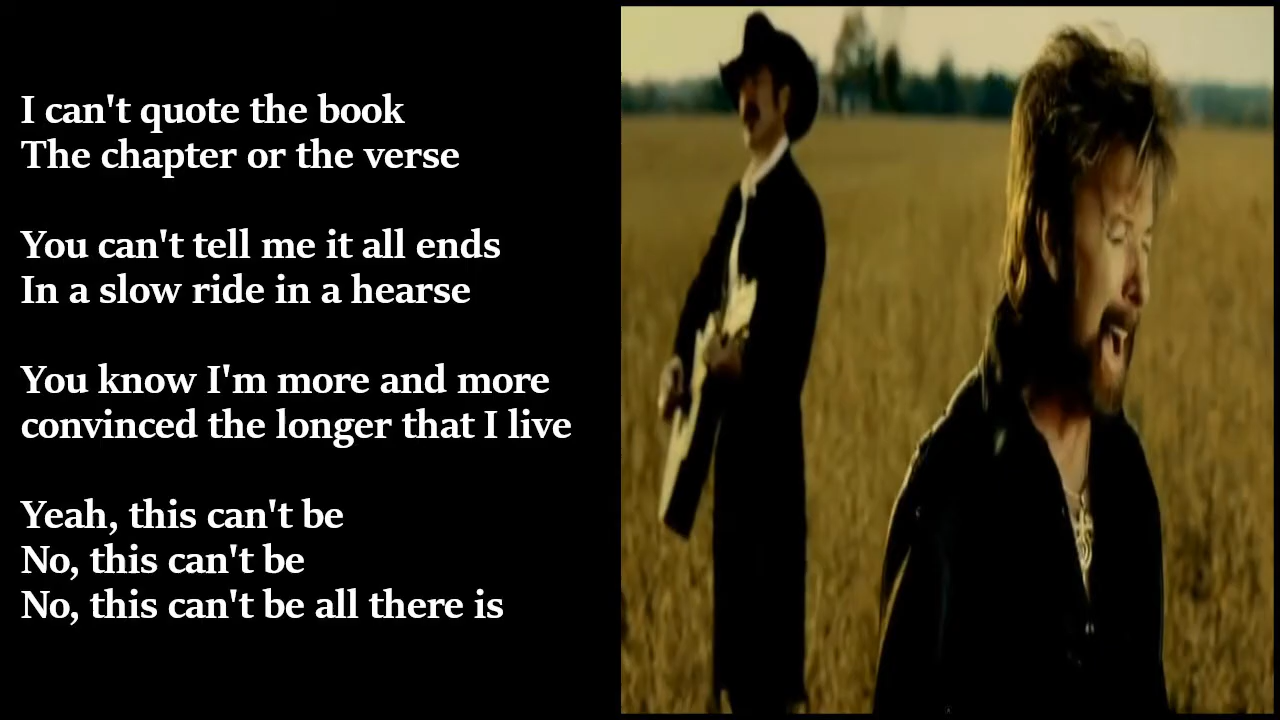 I can't quote the book
The chapter or the verse
You can't tell me it all ends
In a slow ride in a hearse
You know I'm more and more
convinced the longer that I live
Yeah, this can't be
No, this can't be
No, this can't be all there is